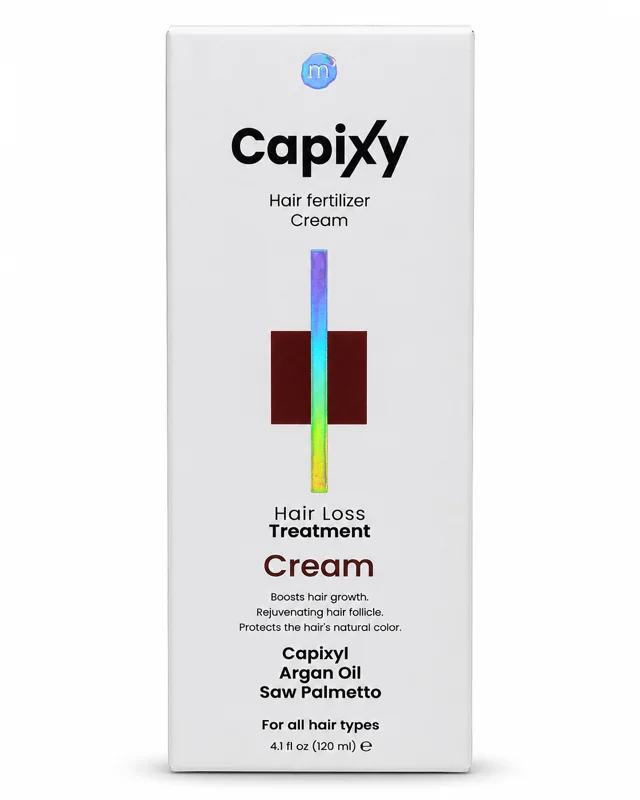 m
Capixy
Hair fertilizer
Cream
Hair Loss
Treatment
Cream
Boosts hair growth.
Rejuvenating hair follicle.
Protects the hair's natural color.
Capixyl
Argan Oil
Saw Palmetto
For all hair types
4.1 fl oz (120 ml) ℮